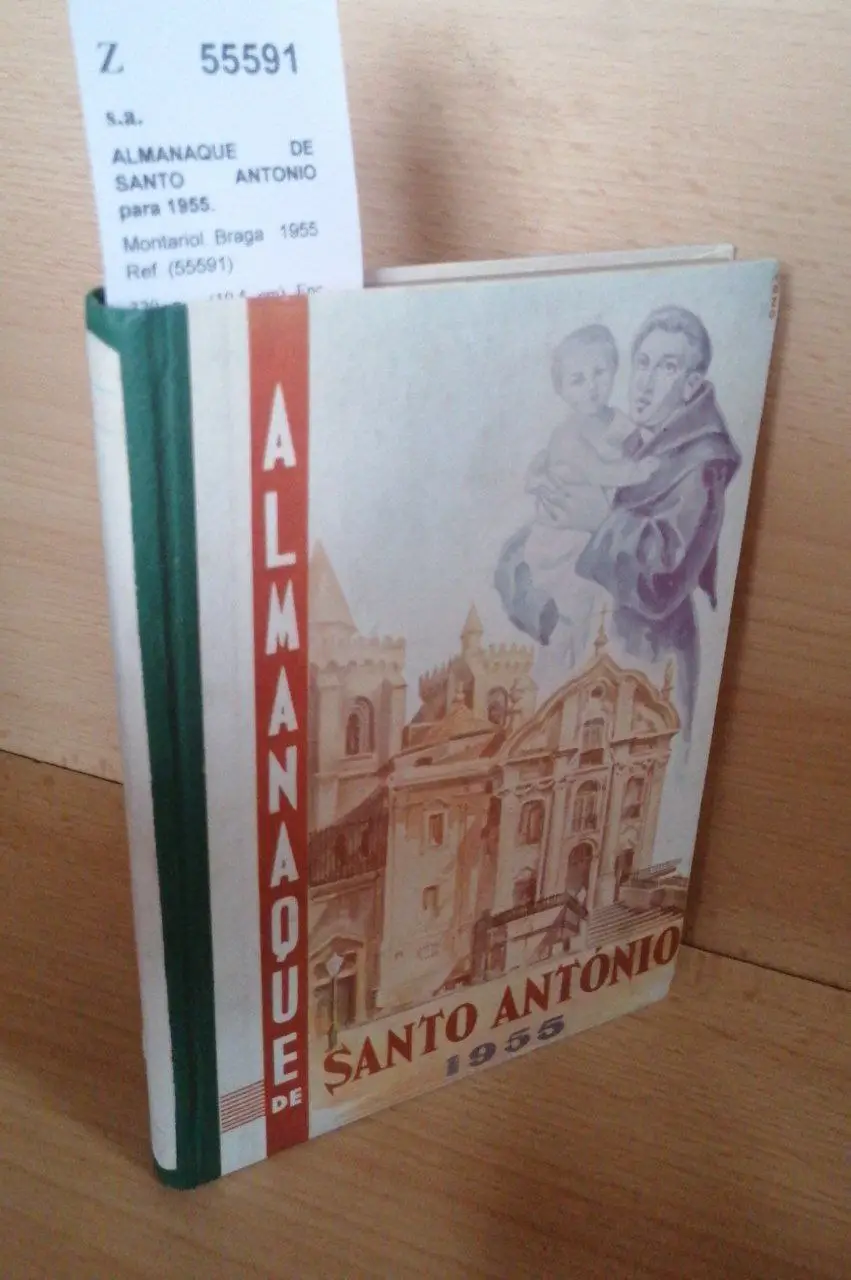 Z 55591
s.a.
ALMANAQUE DE
SANTO ANTONIO
para 1955.
Montariol Braga 1955
Ref (55591)
ALMANAQUE
DE
SANTO ANTÓNIO
1955